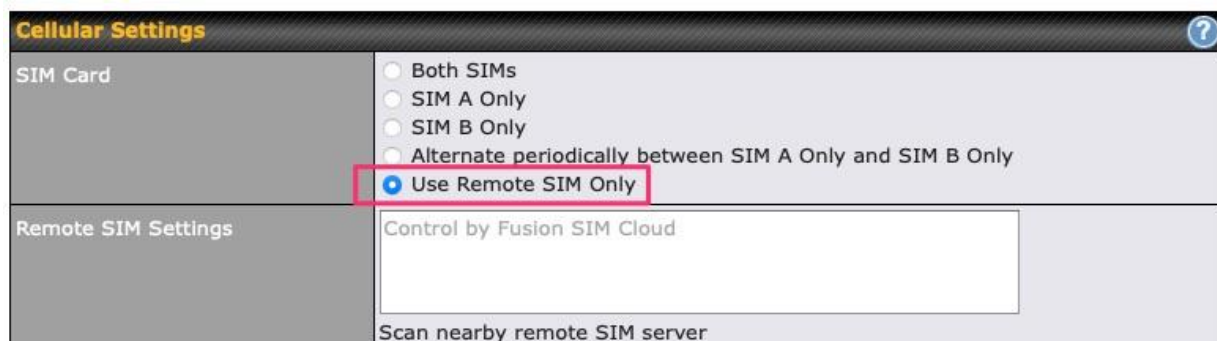 Cellular Settings
?
SIM Card
Both SIMs
SIM A Only
SIM B Only
Alternate periodically between SIM A Only and SIM B Only
Use Remote SIM Only
Remote SIM Settings
Control by Fusion SIM Cloud
Scan nearby remote SIM server